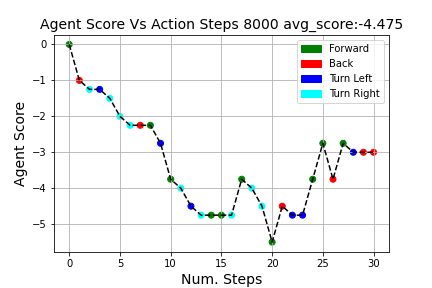 Agent Score Vs Action Steps 8000 avg_score:-4.475
Forward
Back
Turn Left
Turn Right
Agent Score
0
−1
−2
−3
−4
−5
0 5 10 15 20 25 30
Num. Steps